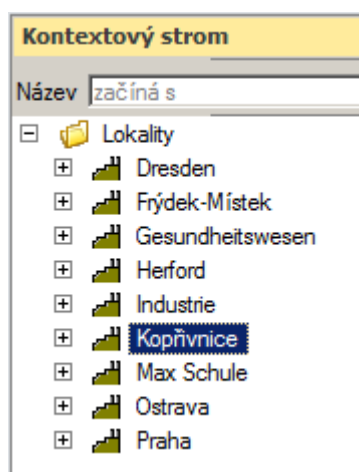 Kontextový strom
Název začíná s
Lokality
Dresden
Frýdek-Místek
Gesundheitswesen
Herford
Industrie
Kopřivnice
Max Schule
Ostrava
Praha